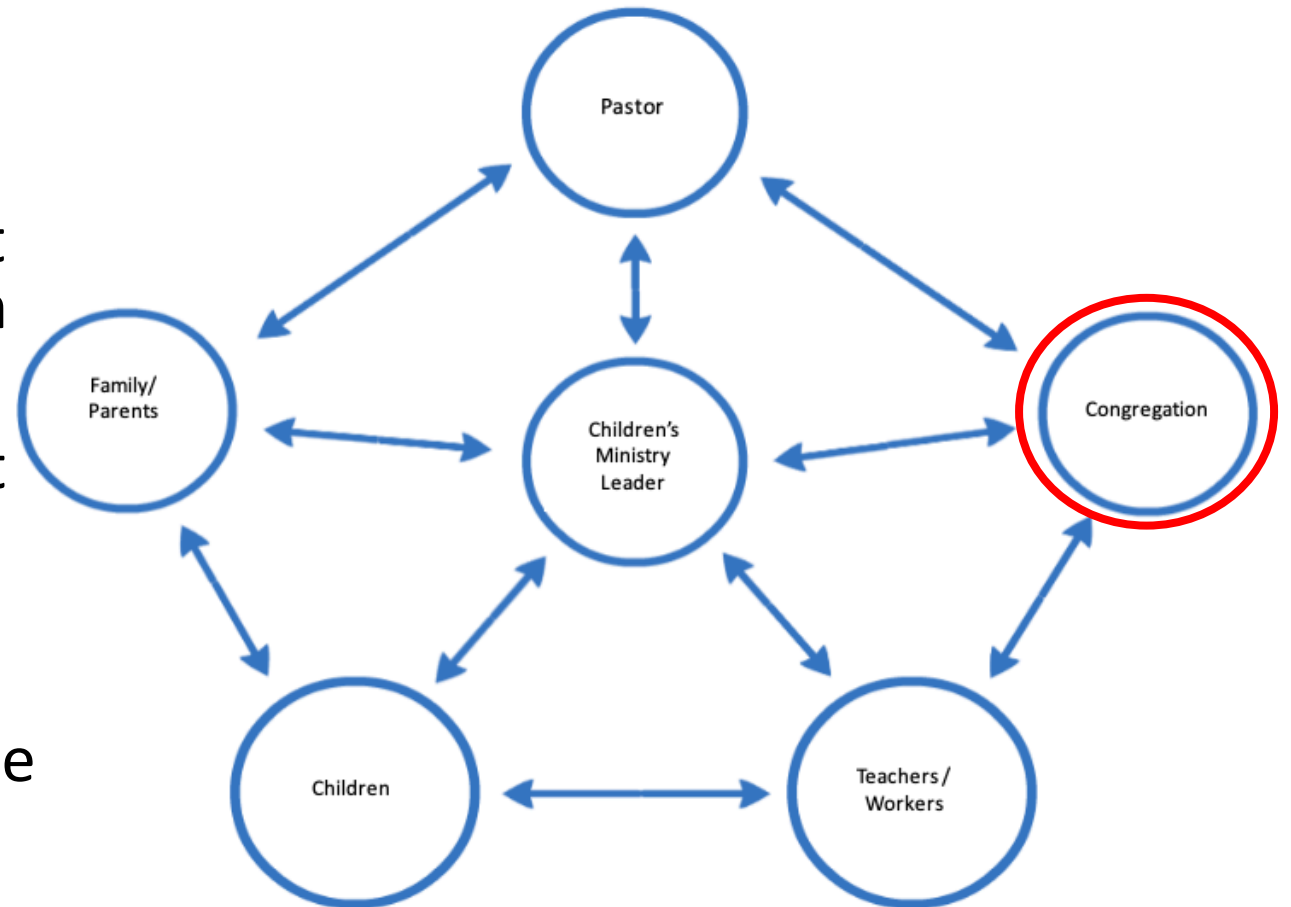 Pastor
Family/
Parents
Children's
Ministry
Leader
Congregation
Children
Teachers/
Workers